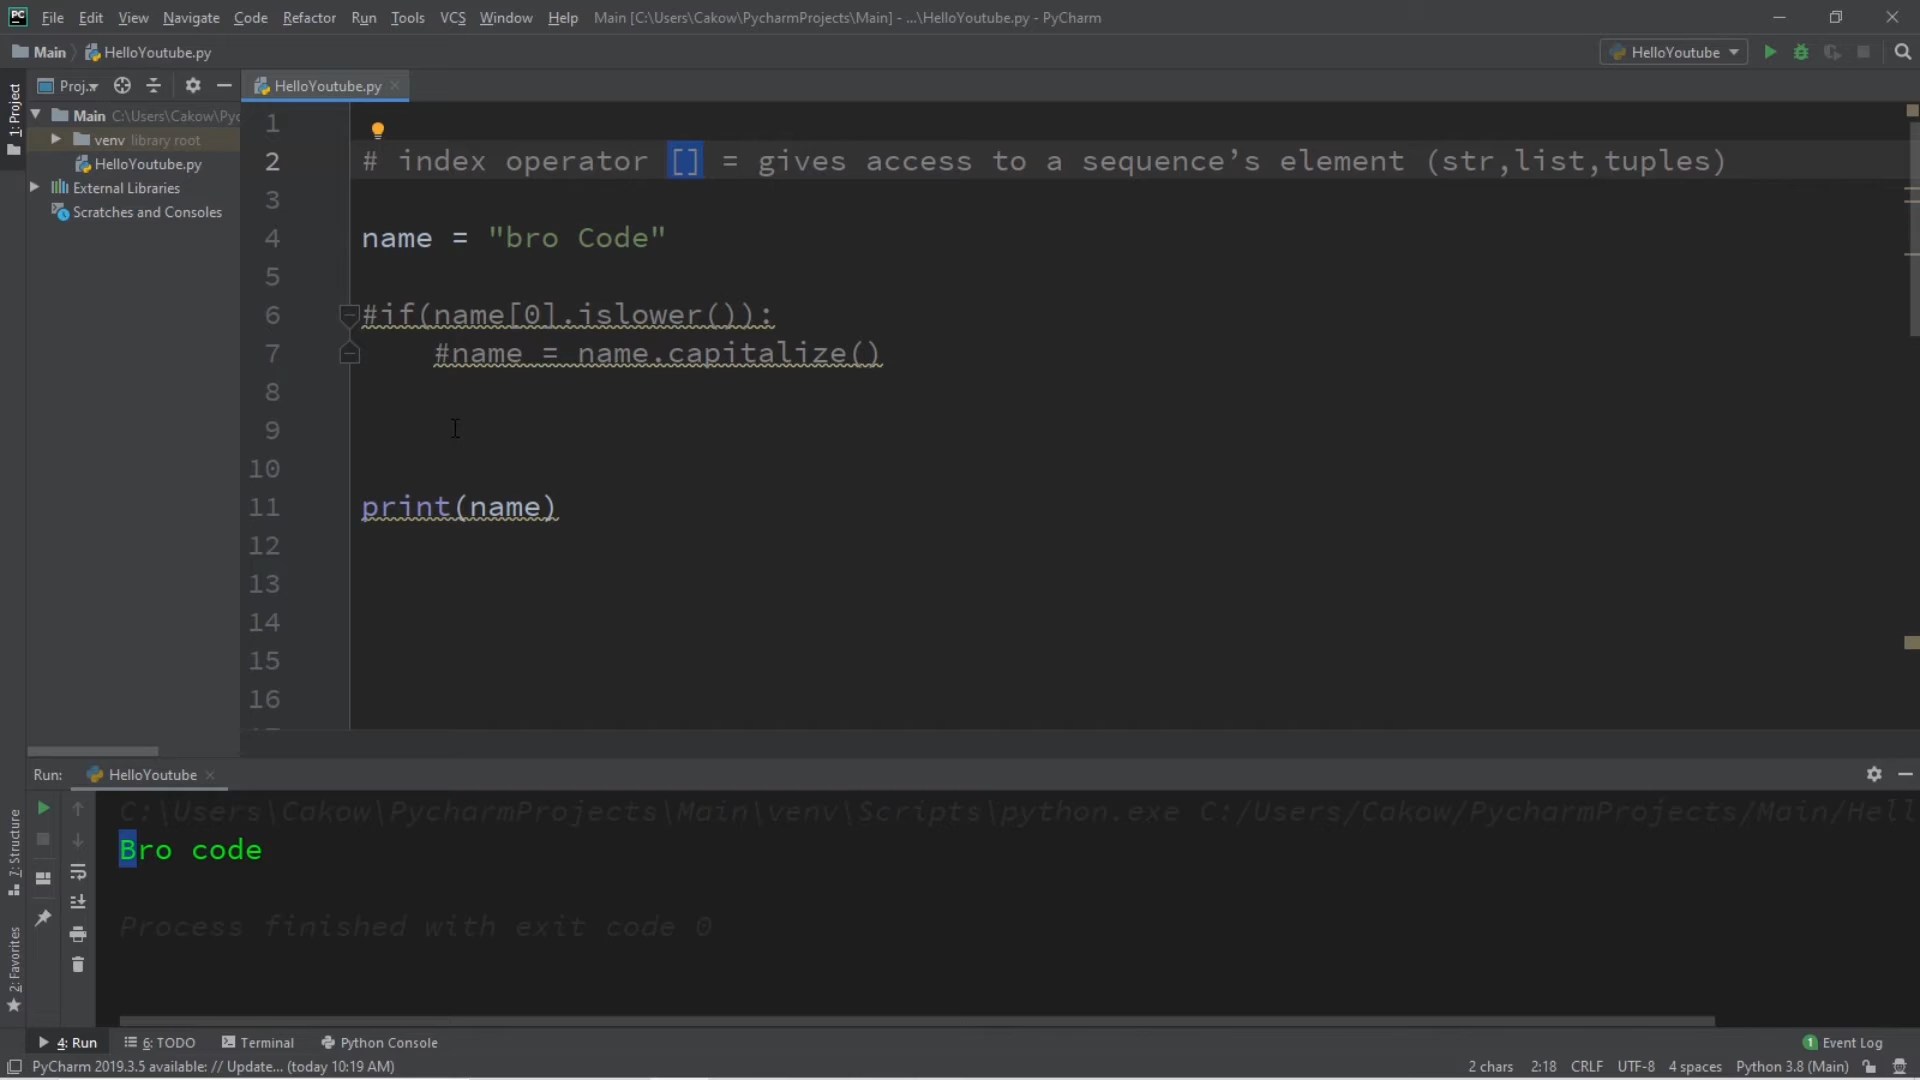 File Edit View Navigate Code Refactor Run Tools VCS Window Help Main [C:\Users\Cakow\PycharmProjects\Main] - ...\HelloYoutube.py - PyCharm
Main HelloYoutube.py HelloYoutube
1: Project Proj... HelloYoutube.py
Main C:\Users\Cakow\Pyc
venv library root
HelloYoutube.py
External Libraries
Scratches and Consoles
1
2 # index operator [] = gives access to a sequence’s element (str,list,tuples)
3
4 name = "bro Code"
5
6 #if(name[0].islower()):
7 #name = name.capitalize()
8
9
10
11 print(name)
12
13
14
15
16
Run: HelloYoutube
C:\Users\Cakow\PycharmProjects\Main\venv\Scripts\python.exe C:/Users/Cakow/PycharmProjects/Main/Hell
Bro code
Process finished with exit code 0
7: Structure
2: Favorites
4: Run 6: TODO Terminal Python Console 1 Event Log
PyCharm 2019.3.5 available: // Update... (today 10:19 AM) 2 chars 2:18 CRLF UTF-8 4 spaces Python 3.8 (Main)